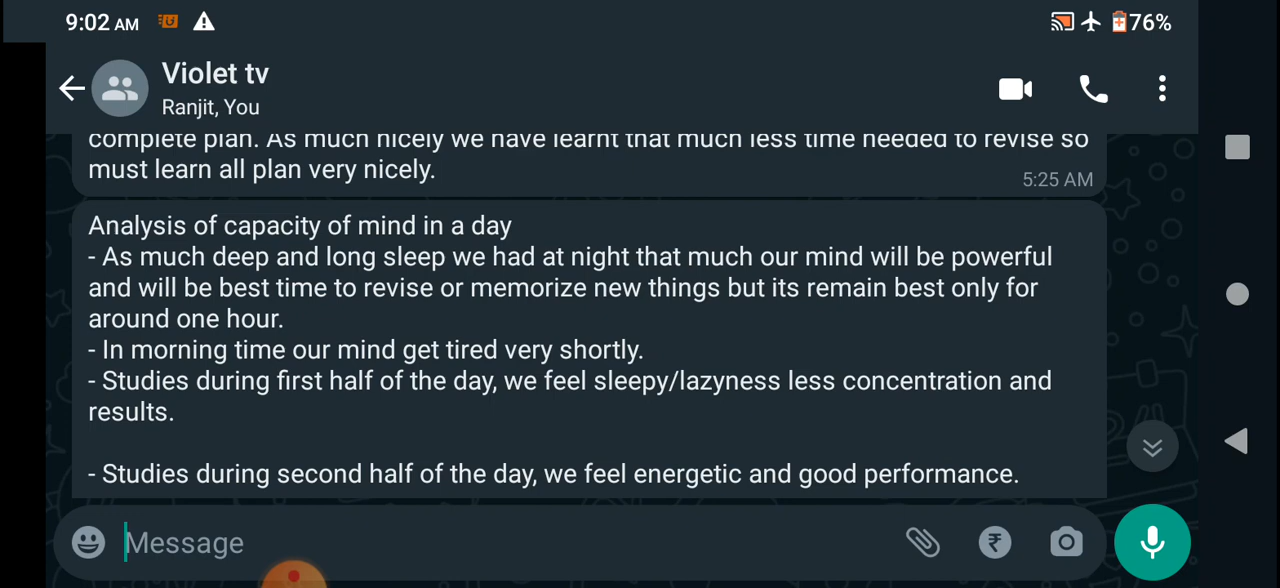 9:02 AM
76%
Violet tv
Ranjit, You
complete plan. As much nicely we have learnt that much less time needed to revise so
must learn all plan very nicely.
5:25 AM
Analysis of capacity of mind in a day
- As much deep and long sleep we had at night that much our mind will be powerful
and will be best time to revise or memorize new things but its remain best only for
around one hour.
- In morning time our mind get tired very shortly.
- Studies during first half of the day, we feel sleepy/lazyness less concentration and
results.
- Studies during second half of the day, we feel energetic and good performance.
Message